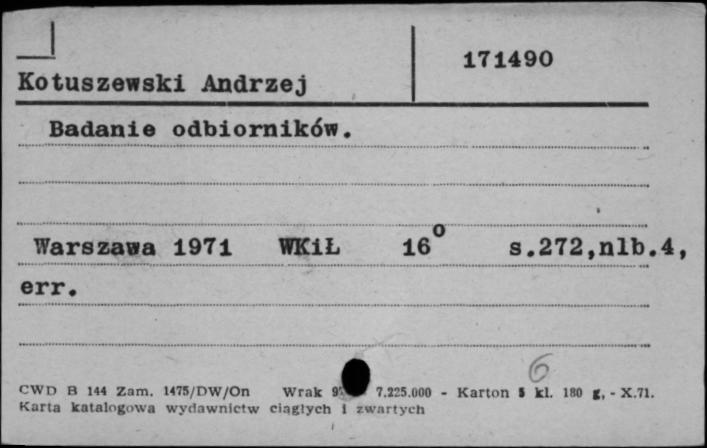 171490
Kotuszewski Andrzej
Badanie odbiorników.
Warszawa 1971 WKiŁ 16° s.272,nlb.4,
err.
6
CWD B 144 Zam. 1475/DW/On Wrak 7.225.000 - Karton kl. 180 g, - X.71.
Karta katalogowa wydawnictw ciągłych i zwartych